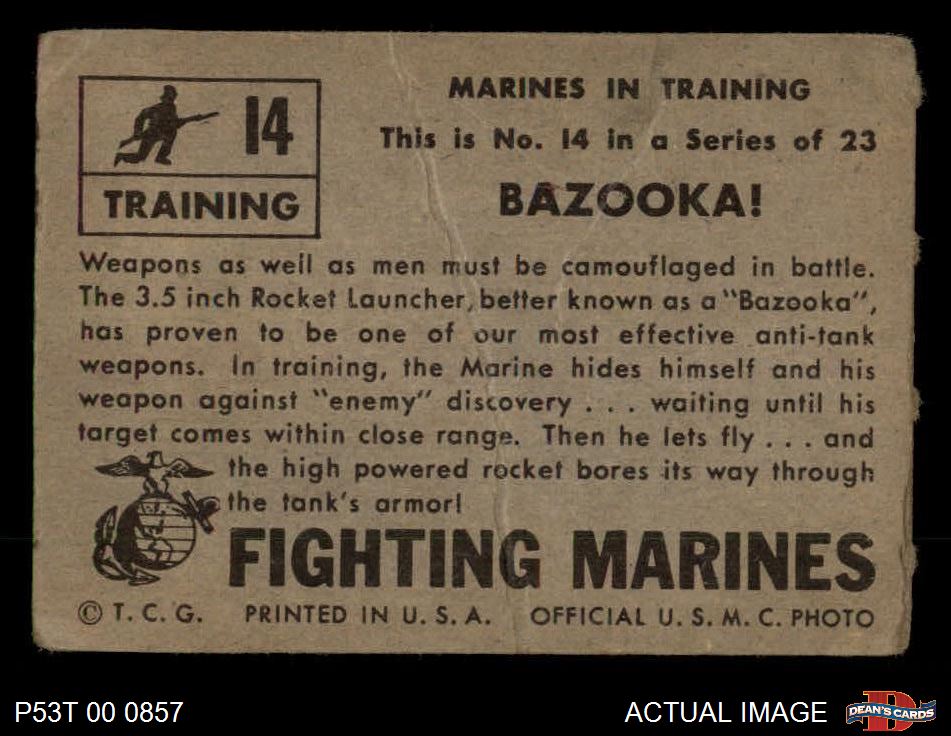 14
TRAINING
MARINES IN TRAINING
This is No. 14 in a Series of 23
BAZOOKA!
Weapons as well as men must be camouflaged in battle.
The 3.5 inch Rocket Launcher, better known as a "Bazooka",
has proven to be one of our most effective anti-tank
weapons. In training, the Marine hides himself and his
weapon against "enemy" discovery . . . waiting until his
target comes within close range. Then he lets fly . . . and
the high powered rocket bores its way through
the tank's armor!
FIGHTING MARINES
© T. C. G. PRINTED IN U. S. A. OFFICIAL U. S. M. C. PHOTO
P53T 00 0857
ACTUAL IMAGE
DEAN'S CARDS